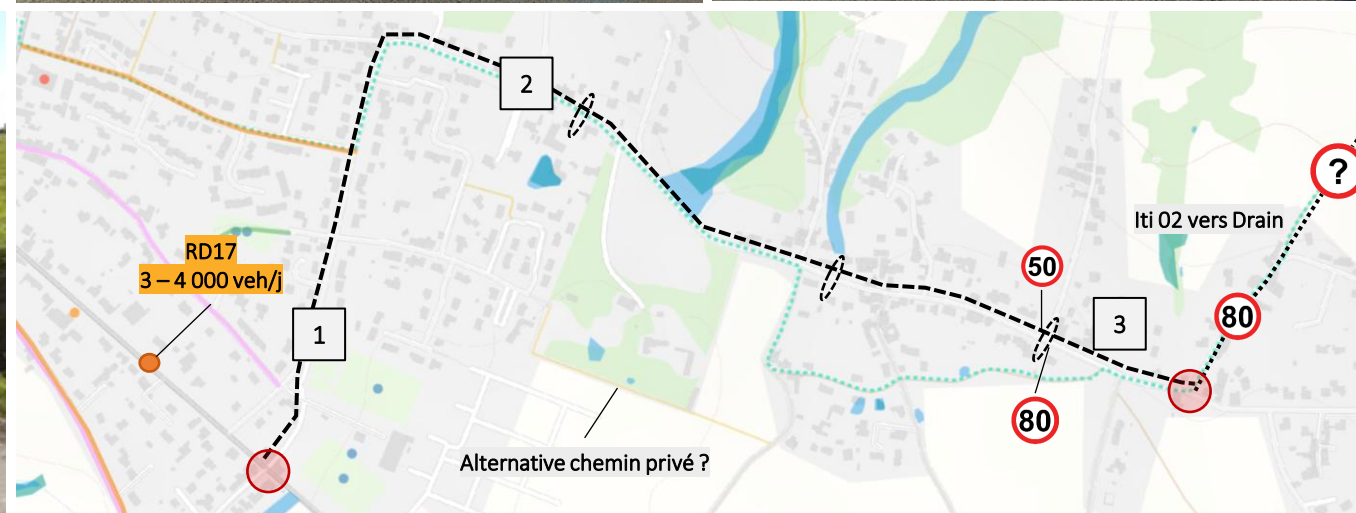 2
?
Iti 02 vers Drain
RD17
3 – 4 000 veh/j
50
80
3
1
80
Alternative chemin privé ?